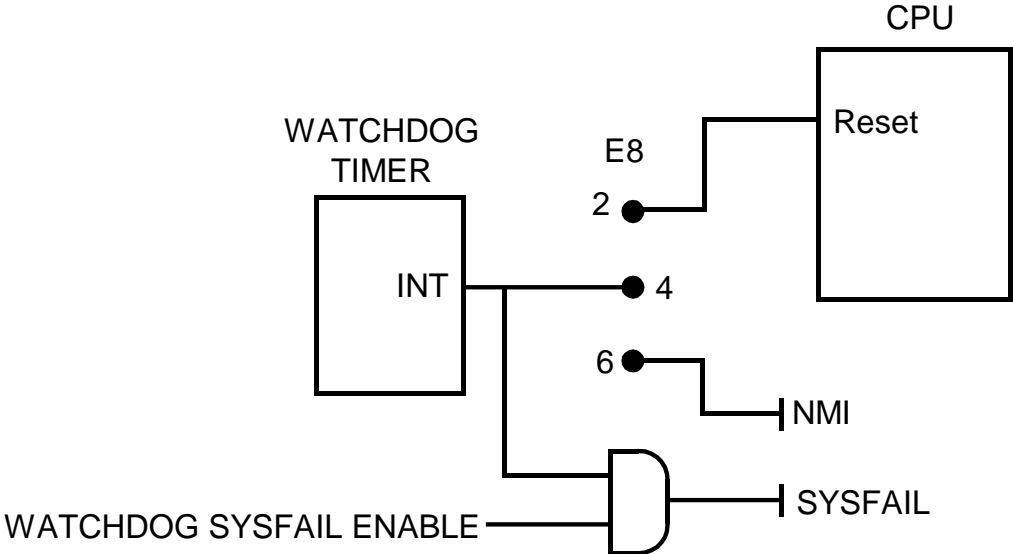 CPU
Reset
WATCHDOG
TIMER
E8
2
INT
4
6
NMI
SYSFAIL
WATCHDOG SYSFAIL ENABLE